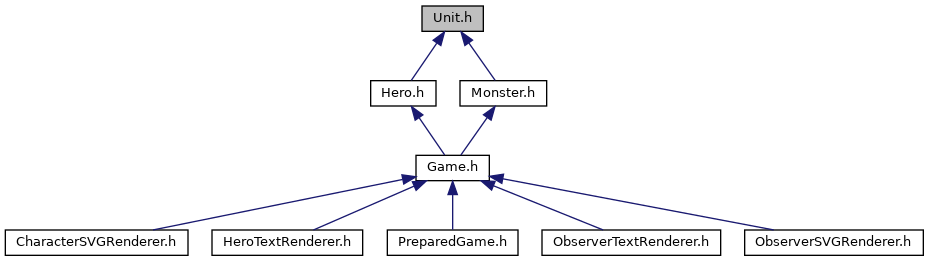 Unit.h
Hero.h
Monster.h
Game.h
CharacterSVGRenderer.h
HeroTextRenderer.h
PreparedGame.h
ObserverTextRenderer.h
ObserverSVGRenderer.h